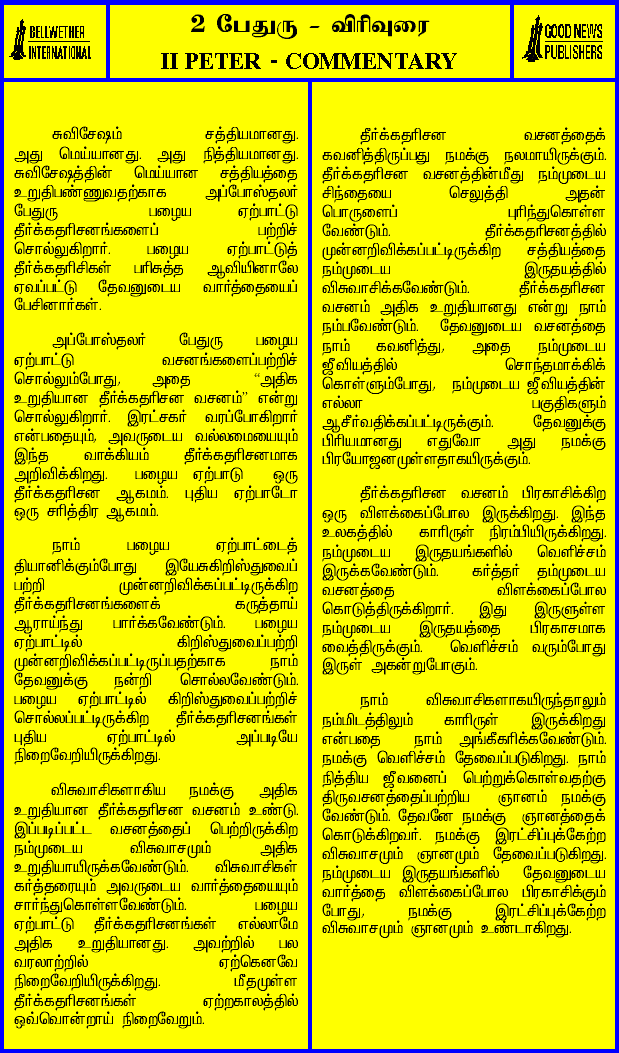 BELLWETHER
INTERNATIONAL
2 பேதுரு - விரிவுரை
II PETER - COMMENTARY
GOOD NEWS
PUBLISHERS
சுவிசேஷம் சத்தியமானது.
அது மெய்யானது. அது நித்தியமானது.
சுவிசேஷத்தின் மெய்யான சத்தியத்தை
உறுதிபண்ணுவதற்காக அப்போஸ்தலர்
பேதுரு பழைய ஏற்பாட்டு
தீர்க்கதரிசனங்களைப் பற்றிச்
சொல்லுகிறார். பழைய ஏற்பாட்டுத்
தீர்க்கதரிசிகள் பரிசுத்த ஆவியினாலே
ஏவப்பட்டு தேவனுடைய வார்த்தையைப்
பேசினார்கள்.
அப்போஸ்தலர் பேதுரு பழைய
ஏற்பாட்டு வசனங்களைப்பற்றிச்
சொல்லும்போது, அதை “அதிக
உறுதியான தீர்க்கதரிசன வசனம்” என்று
சொல்லுகிறார். இரட்சகர் வரப்போகிறார்
என்பதையும், அவருடைய வல்லமையையும்
இந்த வாக்கியம் தீர்க்கதரிசனமாக
அறிவிக்கிறது. பழைய ஏற்பாடு ஒரு
தீர்க்கதரிசன ஆகமம். புதிய ஏற்பாடோ
ஒரு சரித்திர ஆகமம்.
நாம் பழைய ஏற்பாட்டைத்
தியானிக்கும்போது இயேசுகிறிஸ்துவைப்
பற்றி முன்னறிவிக்கப்பட்டிருக்கிற
தீர்க்கதரிசனங்களைக் கருத்தாய்
ஆராய்ந்து பார்க்கவேண்டும். பழைய
ஏற்பாட்டில் கிறிஸ்துவைப்பற்றி
முன்னறிவிக்கப்பட்டிருப்பதற்காக நாம்
தேவனுக்கு நன்றி சொல்லவேண்டும்.
பழைய ஏற்பாட்டில் கிறிஸ்துவைப்பற்றிச்
சொல்லப்பட்டிருக்கிற தீர்க்கதரிசனங்கள்
புதிய ஏற்பாட்டில் அப்படியே
நிறைவேறியிருக்கிறது.
விசுவாசிகளாகிய நமக்கு அதிக
உறுதியான தீர்க்கதரிசன வசனம் உண்டு.
இப்படிப்பட்ட வசனத்தைப் பெற்றிருக்கிற
நம்முடைய விசுவாசமும் அதிக
உறுதியாயிருக்கவேண்டும். விசுவாசிகள்
கர்த்தரையும் அவருடைய வார்த்தையையும்
சார்ந்துகொள்ளவேண்டும். பழைய
ஏற்பாட்டு தீர்க்கதரிசனங்கள் எல்லாமே
அதிக உறுதியானது. அவற்றில் பல
வரலாற்றில் ஏற்கெனவே
நிறைவேறியிருக்கிறது. மீதமுள்ள
தீர்க்கதரிசனங்கள் ஏற்றகாலத்தில்
ஒவ்வொன்றாய் நிறைவேறும்.
தீர்க்கதரிசன வசனத்தைக்
கவனித்திருப்பது நமக்கு நலமாயிருக்கும்.
தீர்க்கதரிசன வசனத்தின்மீது நம்முடைய
சிந்தையை செலுத்தி அதன்
பொருளைப் புரிந்துகொள்ள
வேண்டும். தீர்க்கதரிசனத்தில்
முன்னறிவிக்கப்பட்டிருக்கிற சத்தியத்தை
நம்முடைய இருதயத்தில்
விசுவாசிக்கவேண்டும். தீர்க்கதரிசன
வசனம் அதிக உறுதியானது என்று நாம்
நம்பவேண்டும். தேவனுடைய வசனத்தை
நாம் கவனித்து, அதை நம்முடைய
ஜீவியத்தில் சொந்தமாக்கிக்
கொள்ளும்போது, நம்முடைய ஜீவியத்தின்
எல்லா பகுதிகளும்
ஆசீர்வதிக்கப்பட்டிருக்கும். தேவனுக்கு
பிரியமானது எதுவோ அது நமக்கு
பிரயோஜனமுள்ளதாகயிருக்கும்.
தீர்க்கதரிசன வசனம் பிரகாசிக்கிற
ஒரு விளக்கைப்போல இருக்கிறது. இந்த
உலகத்தில் காரிருள் நிரம்பியிருக்கிறது.
நம்முடைய இருதயங்களில் வெளிச்சம்
இருக்கவேண்டும். கர்த்தர் தம்முடைய
வசனத்தை விளக்கைப்போல
கொடுத்திருக்கிறார். இது இருளுள்ள
நம்முடைய இருதயத்தை பிரகாசமாக
வைத்திருக்கும். வெளிச்சம் வரும்போது
இருள் அகன்றுபோகும்.
நாம் விசுவாசிகளாகயிருந்தாலும்
நம்மிடத்திலும் காரிருள் இருக்கிறது
என்பதை நாம் அங்கீகரிக்கவேண்டும்.
நமக்கு வெளிச்சம் தேவைப்படுகிறது. நாம்
நித்திய ஜீவனைப் பெற்றுக்கொள்வதற்கு
திருவசனத்தைப்பற்றிய ஞானம் நமக்கு
வேண்டும். தேவனே நமக்கு ஞானத்தைக்
கொடுக்கிறவர். நமக்கு இரட்சிப்புக்கேற்ற
விசுவாசமும் ஞானமும் தேவைப்படுகிறது.
நம்முடைய இருதயங்களில் தேவனுடைய
வார்த்தை விளக்கைப்போல பிரகாசிக்கும்
போது, நமக்கு இரட்சிப்புக்கேற்ற
விசுவாசமும் ஞானமும் உண்டாகிறது.